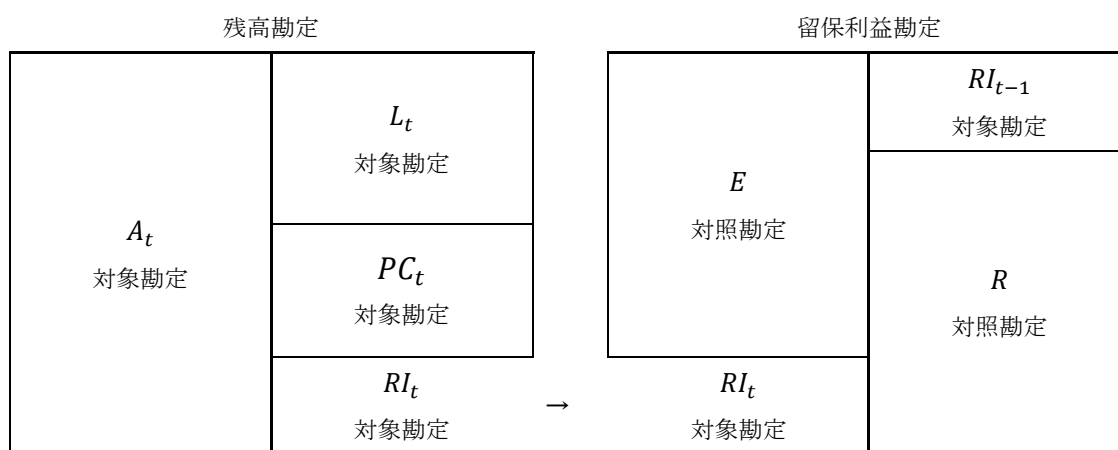 残高勘定
A_t
対象勘定
L_t
対象勘定
PC_t
対象勘定
RI_t
対象勘定
→
留保利益勘定
E
対照勘定
RI_t
対象勘定
RI_{t−1}
対象勘定
R
対照勘定